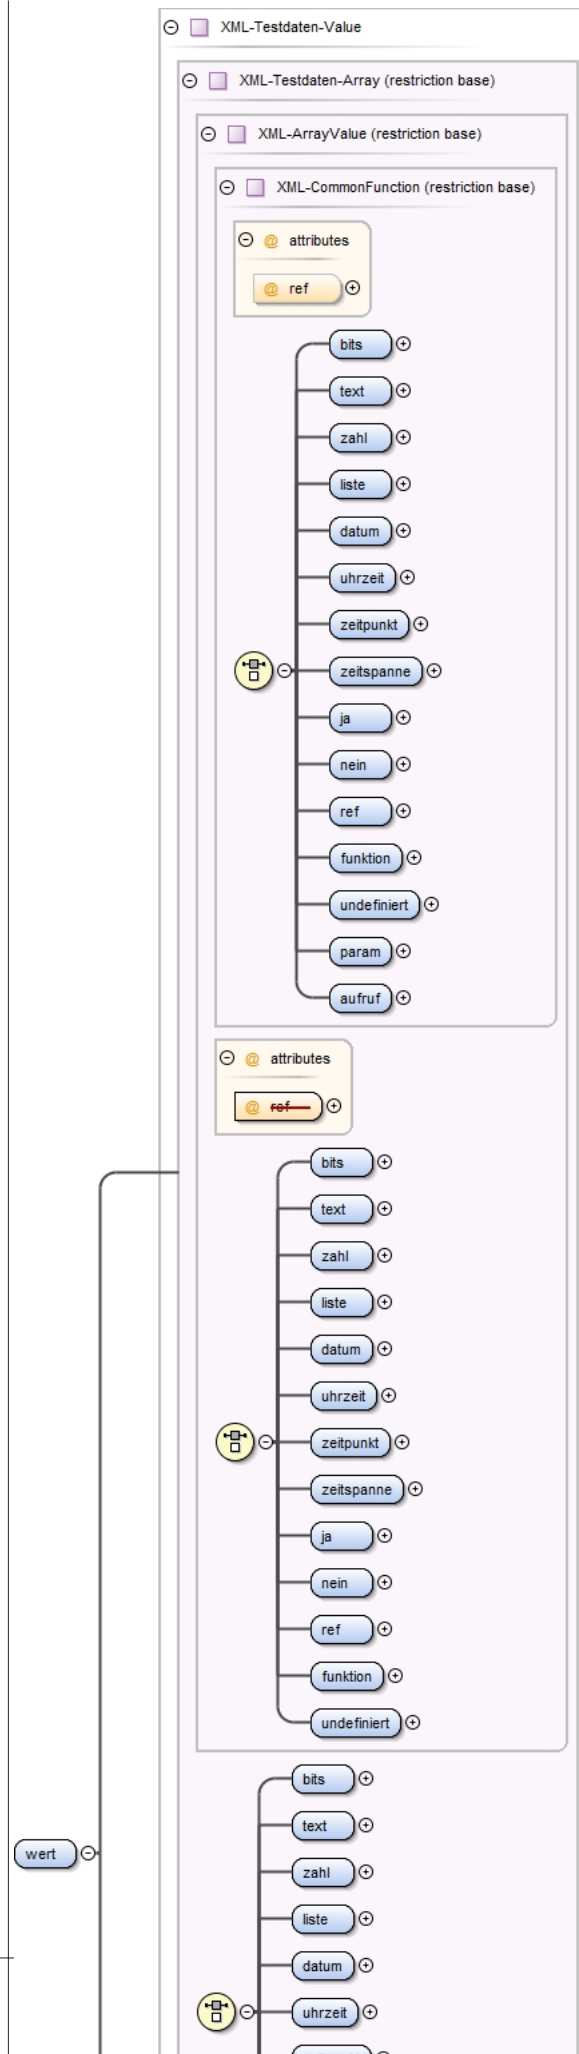 XML-Testdaten-Value
XML-Testdaten-Array (restriction base)
XML-ArrayValue (restriction base)
XML-CommonFunction (restriction base)
@ attributes
@ ref
bits
text
zahl
liste
datum
uhrzeit
zeitpunkt
zeitspanne
ja
nein
ref
funktion
undefiniert
param
aufruf
@ attributes
@ ref
bits
text
zahl
liste
datum
uhrzeit
zeitpunkt
zeitspanne
ja
nein
ref
funktion
undefiniert
bits
text
wert
zahl
liste
datum
uhrzeit